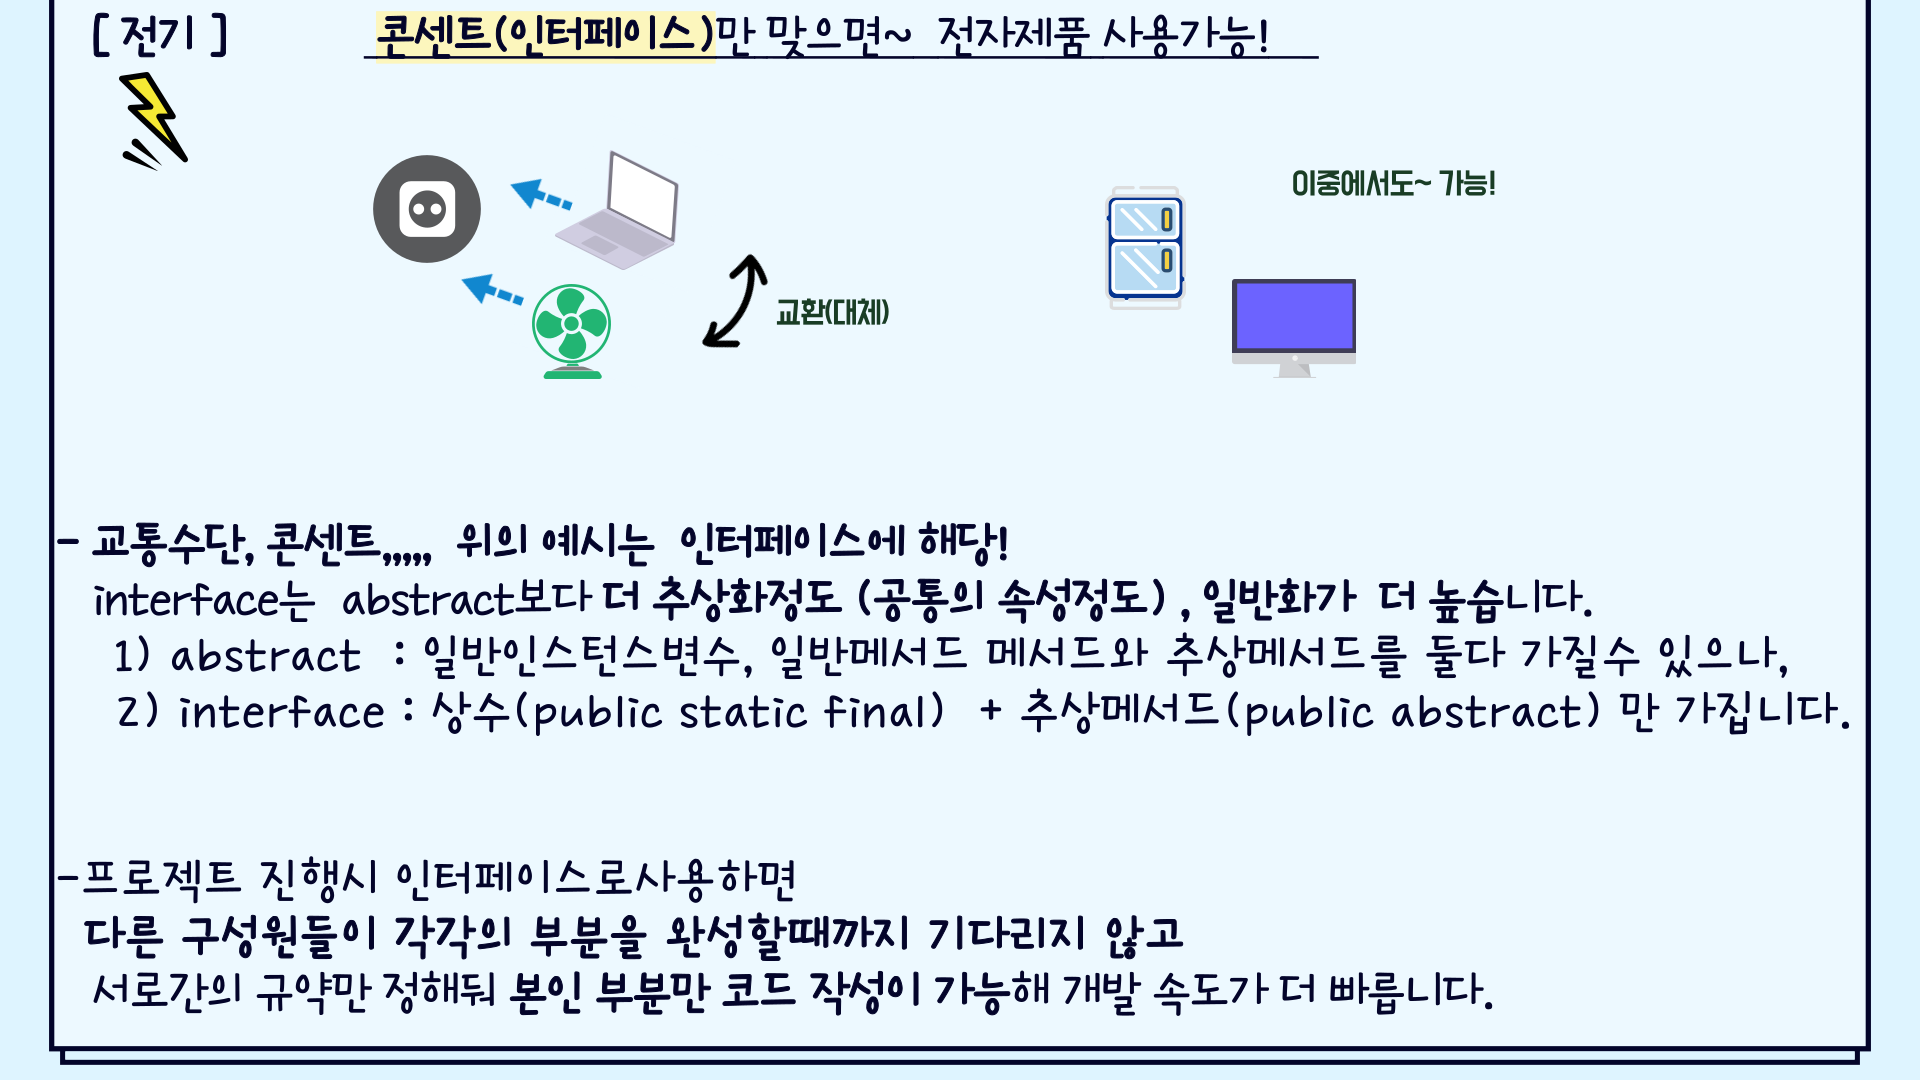 [ 전기 ]
콘센트(인터페이스)만 맞으면~ 전자제품 사용가능!
이중에서도~ 가능!
교환(대체)
- 교통수단, 콘센트,,,,, 위의 예시는 인터페이스에 해당!
interface는 abstract보다 더 추상화정도 (공통의 속성정도) , 일반화가 더 높습니다.
1) abstract : 일반인스턴스변수, 일반메서드 메서드와 추상메서드를 둘다 가질수 있으나,
2) interface : 상수(public static final) + 추상메서드(public abstract) 만 가집니다.
-프로젝트 진행시 인터페이스로사용하면
다른 구성원들이 각각의 부분을 완성할때까지 기다리지 않고
서로간의 규약만 정해둬 본인 부분만 코드 작성이 가능해 개발 속도가 더 빠릅니다.